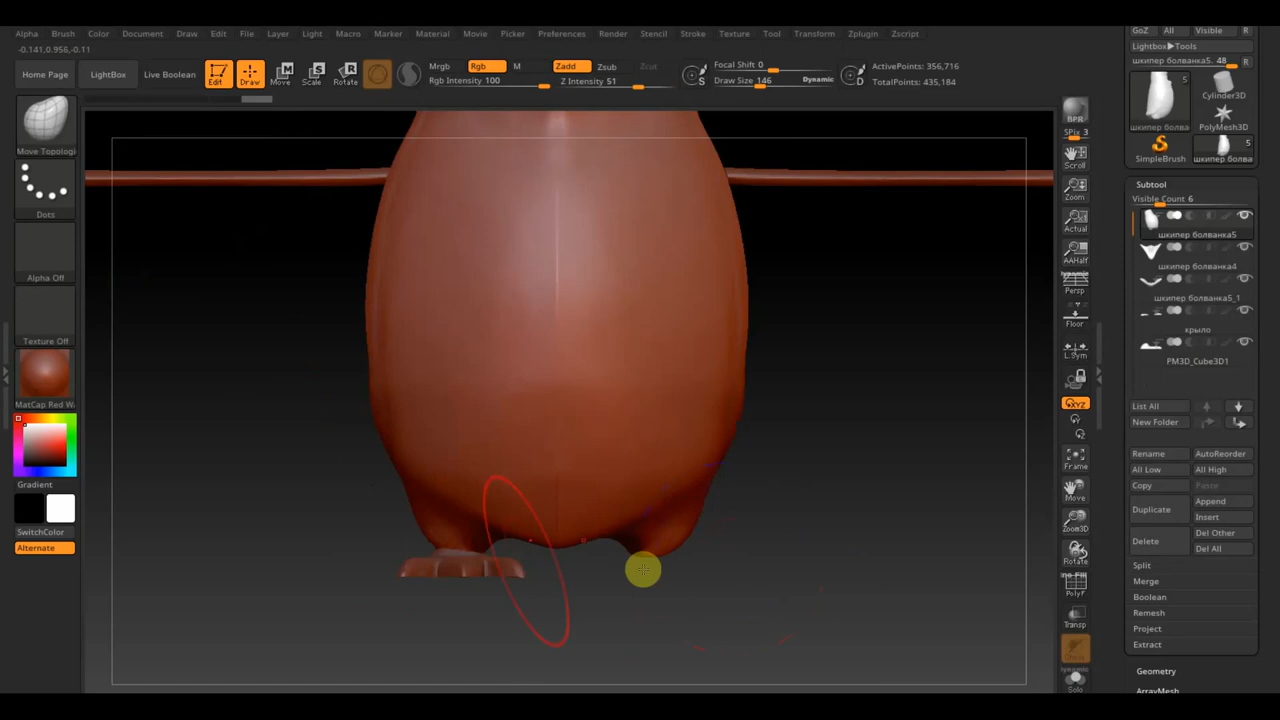 Alpha Brush Color Document Draw Edit File Layer Light Macro Marker Material Movie Picker Preferences Render Stencil Stroke Texture Tool Transform Zplugin Zscript
-0.141,0.956,-0.11
Home Page
LightBox
Live Boolean
Edit
Draw
Move
Scale
Rotate
Mrgb
Rgb
M
Rgb Intensity 100
Zadd
Zsub
Zcut
Z Intensity 51
S
Focal Shift 0
Draw Size 146
Dynamic
D
ActivePoints: 356,716
TotalPoints: 435,184
Move Topologi
Dots
Alpha Off
Texture Off
MatCap Red Wa
Gradient
SwitchColor
Alternate
BPR
SPix 3
Scroll
Zoom
Actual
AAHalf
Persp
Floor
L.Sym
XYZ
Y
Z
Frame
Move
Zoom3D
Rotate
PolyF
Transp
Solo
GoZ
All
Visible
R
Lightbox▶Tools
шкипер болванка5. 48
R
5
Cylinder3D
шкипер болва
PolyMesh3D
5
SimpleBrush
шкипер болва
Subtool
Visible Count 6
шкипер болванка5
шкипер болванка4
шкипер болванка5_1
крыло
PM3D_Cube3D1
List All
New Folder
Rename
AutoReorder
All Low
All High
Copy
Paste
Duplicate
Append
Insert
Delete
Del Other
Del All
Split
Merge
Boolean
Remesh
Project
Extract
Geometry
ArrayMesh